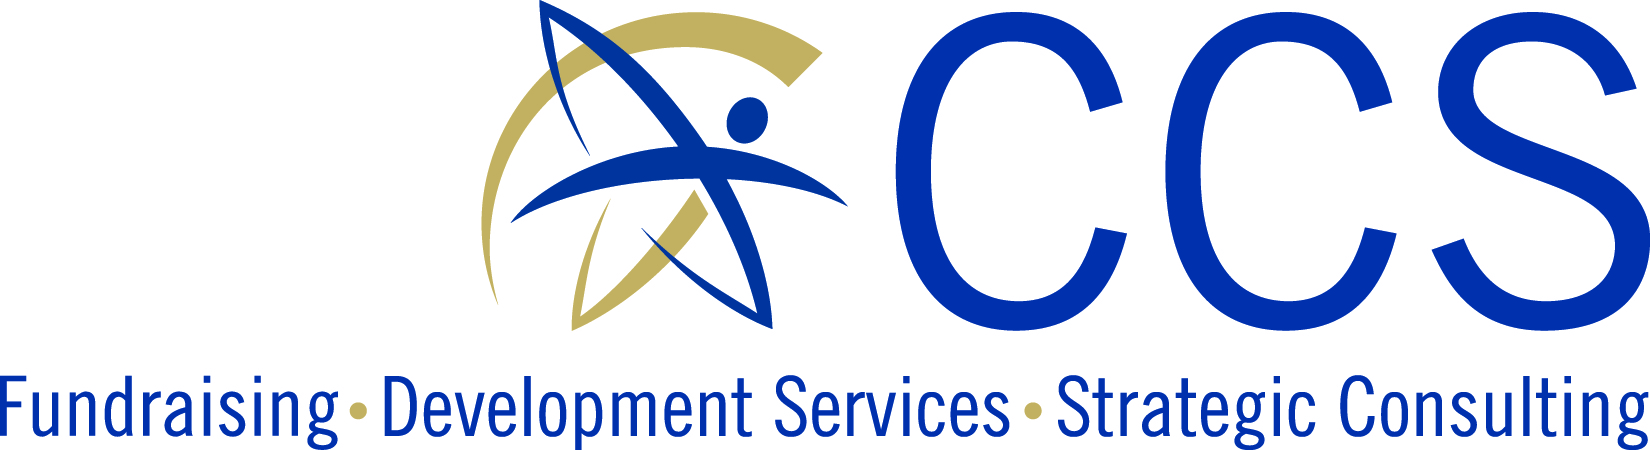 CCS
Fundraising • Development Services • Strategic Consulting